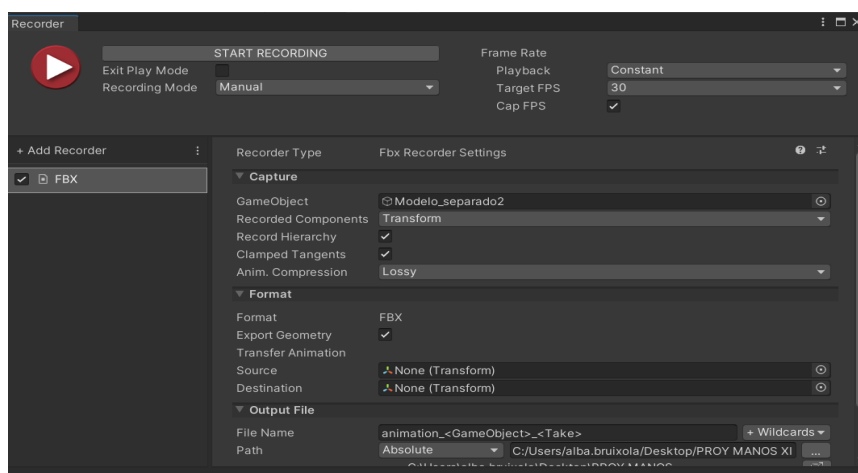 Recorder
START RECORDING
Exit Play Mode
Recording Mode Manual
Frame Rate
Playback Constant
Target FPS 30
Cap FPS
+ Add Recorder
FBX
Recorder Type Fbx Recorder Settings
Capture
GameObject Modelo_separado2
Recorded Components Transform
Record Hierarchy
Clamped Tangents
Anim. Compression Lossy
Format
Format FBX
Export Geometry
Transfer Animation
Source None (Transform)
Destination None (Transform)
Output File
File Name animation_<GameObject>_<Take> + Wildcards
Path Absolute C:/Users/alba.bruixola/Desktop/PROY MANOS XI ...